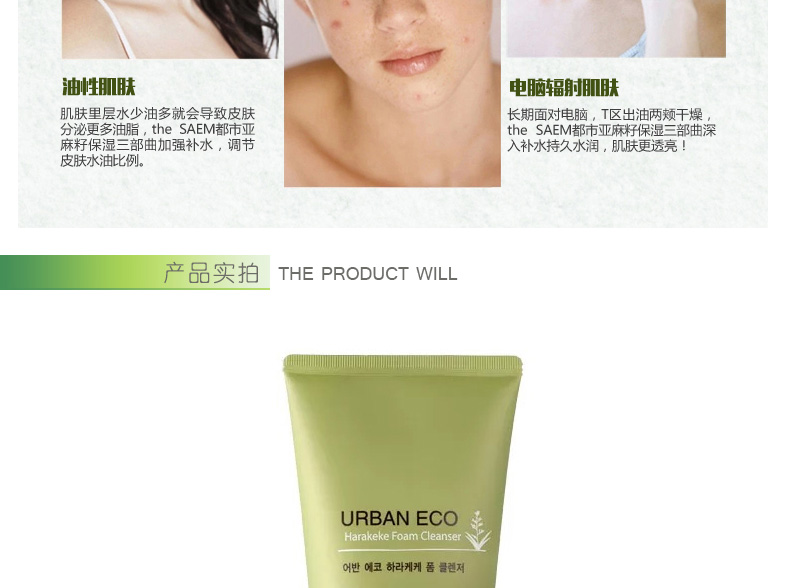 油性肌肤
肌肤里层水少油多就会导致皮肤
分泌更多油脂，the SAEM都市亚
麻籽保湿三部曲加强补水，调节
皮肤水油比例。
电脑辐射肌肤
长期面对电脑，T区出油两颊干燥，
the SAEM都市亚麻籽保湿三部曲深
入补水持久水润，肌肤更透亮！
产品实拍 THE PRODUCT WILL
URBAN ECO
Harakeke Foam Cleanser
어반 에코 하라케케 폼 클렌저